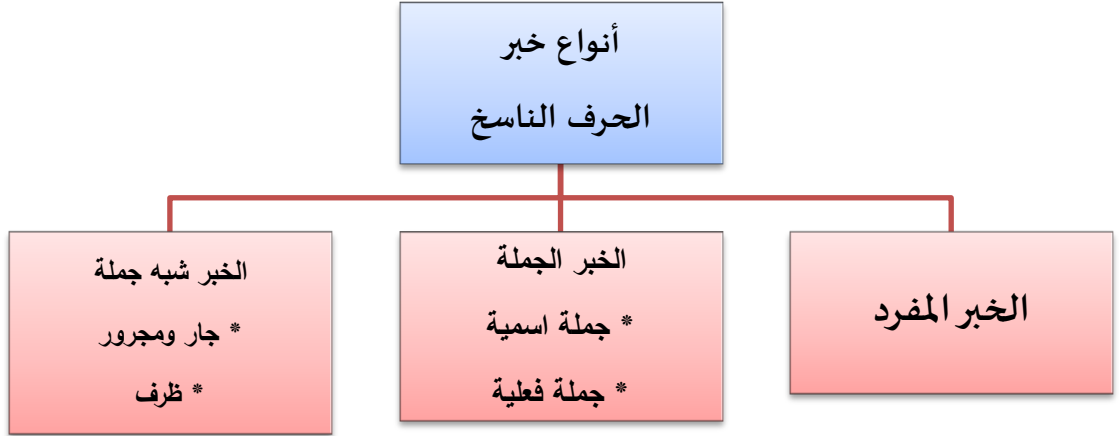 أنواع خبر
الحرف الناسخ
الخبر المفرد
الخبر الجملة
* جملة اسمية
* جملة فعلية
الخبر شبه جملة
* جار ومجرور
* ظرف